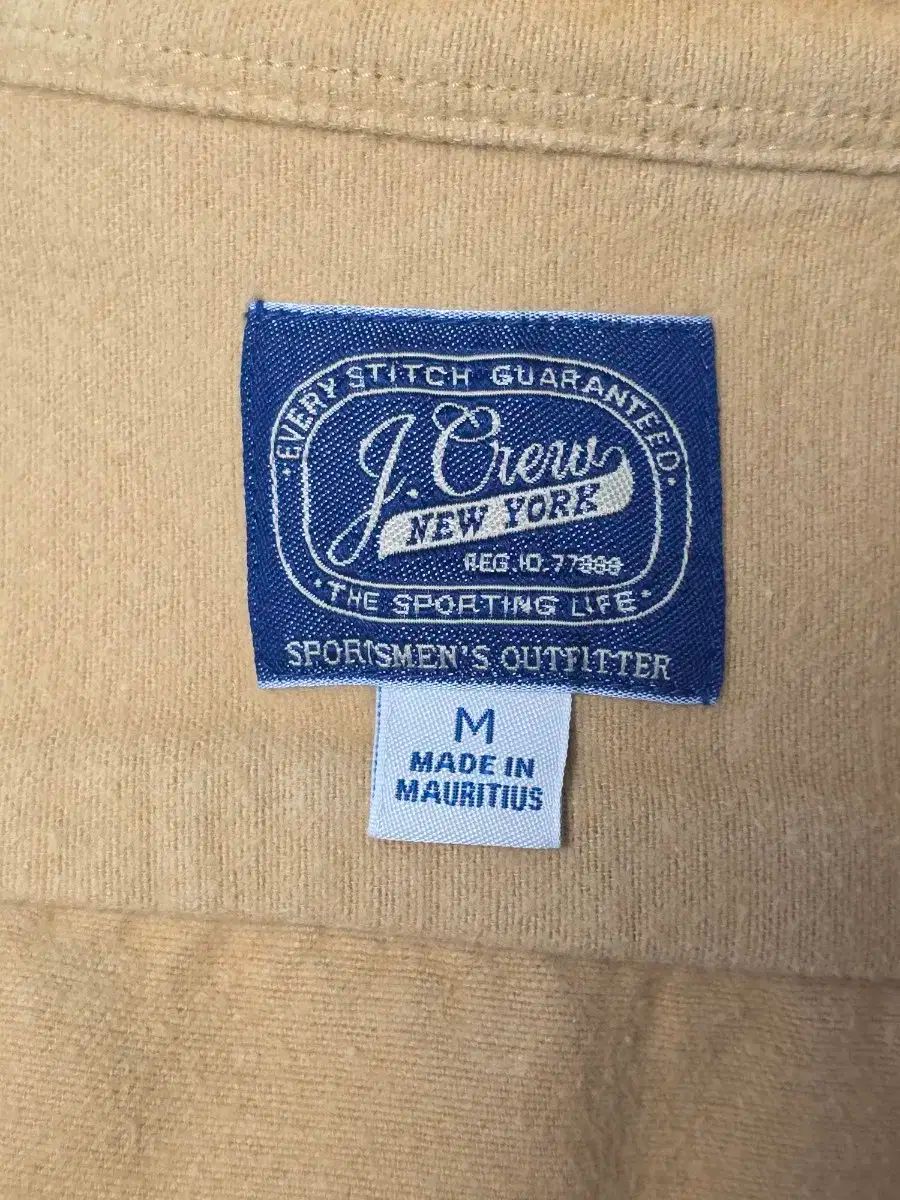 · EVERY STITCH GUARANTEED ·
J. Crew
NEW YORK
REG. ID. 77388
· THE SPORTING LIFE ·
SPORTSMEN'S OUTFITTER
M
MADE IN
MAURITIUS